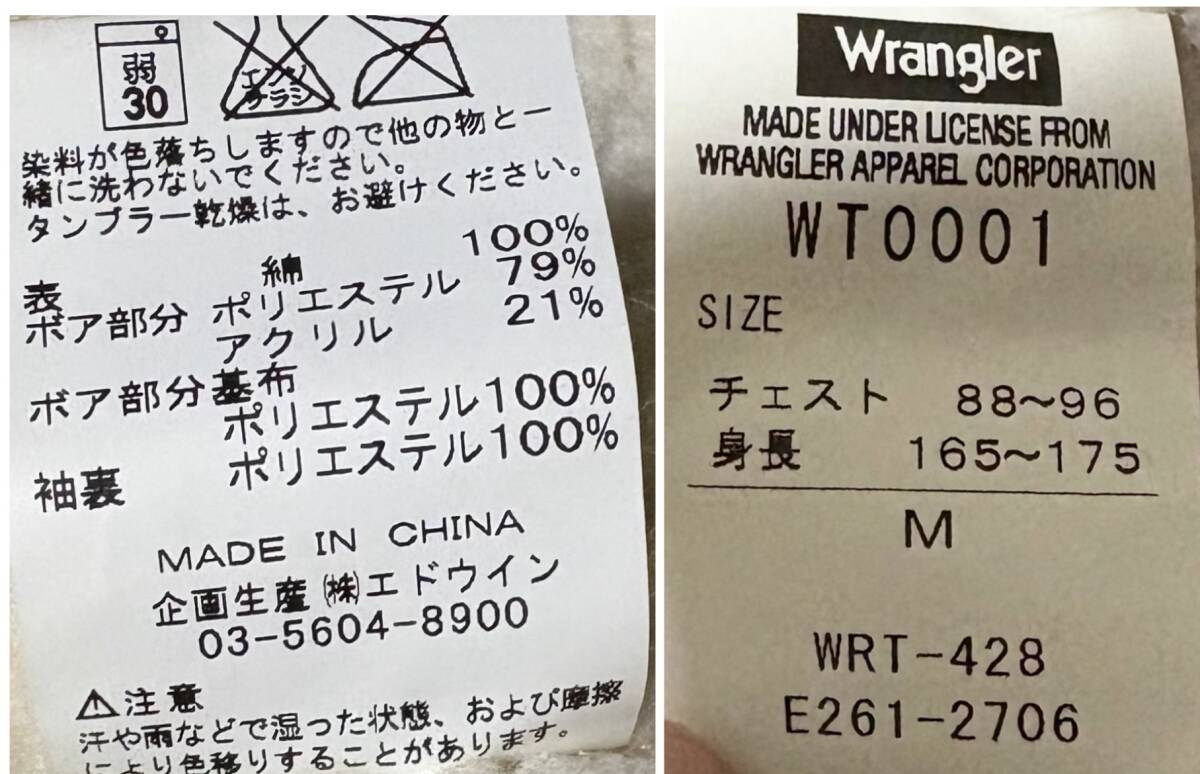 弱
30
エンソ
サラシ
染料が色落ちしますので他の物と一
緒に洗わないでください。
タンブラー乾燥は、お避けください。
表 綿 100%
ボア部分 ポリエステル 79%
アクリル 21%
ボア部分基布
ポリエステル100%
袖裏 ポリエステル100%
MADE IN CHINA
企画生産㈱エドウイン
03-5604-8900
⚠注意
汗や雨などで湿った状態、および摩擦
により色移りすることがあります。
Wrangler
MADE UNDER LICENSE FROM
WRANGLER APPAREL CORPORATION
WT0001
SIZE
チェスト 88~96
身長 165~175
M
WRT-428
E261-2706